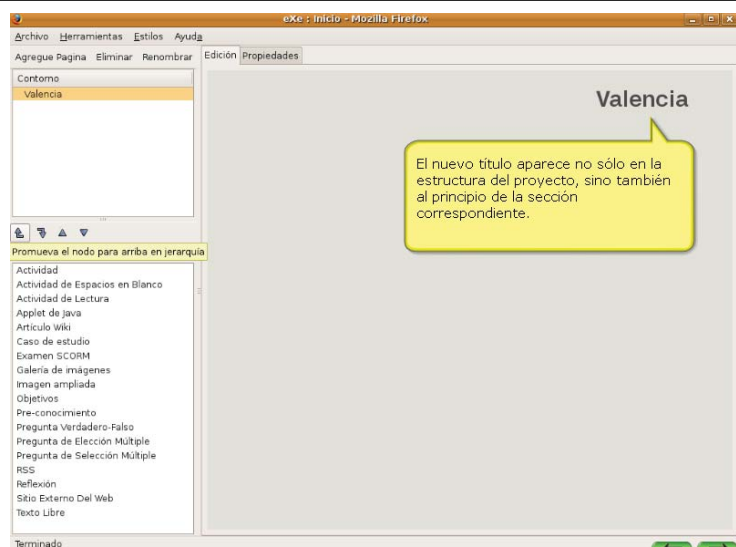 eXe : Inicio - Mozilla Firefox
Archivo Herramientas Estilos Ayuda
Agregue Pagina Eliminar Renombrar
Edición Propiedades
Contorno
Valencia
Valencia
El nuevo título aparece no sólo en la
estructura del proyecto, sino también
al principio de la sección
correspondiente.
Promueva el nodo para arriba en jerarquía
Actividad
Actividad de Espacios en Blanco
Actividad de Lectura
Applet de Java
Artículo Wiki
Caso de estudio
Examen SCORM
Galería de imágenes
Imagen ampliada
Objetivos
Pre-conocimiento
Pregunta Verdadero-Falso
Pregunta de Elección Múltiple
Pregunta de Selección Múltiple
RSS
Reflexión
Sitio Externo Del Web
Texto Libre
Terminado